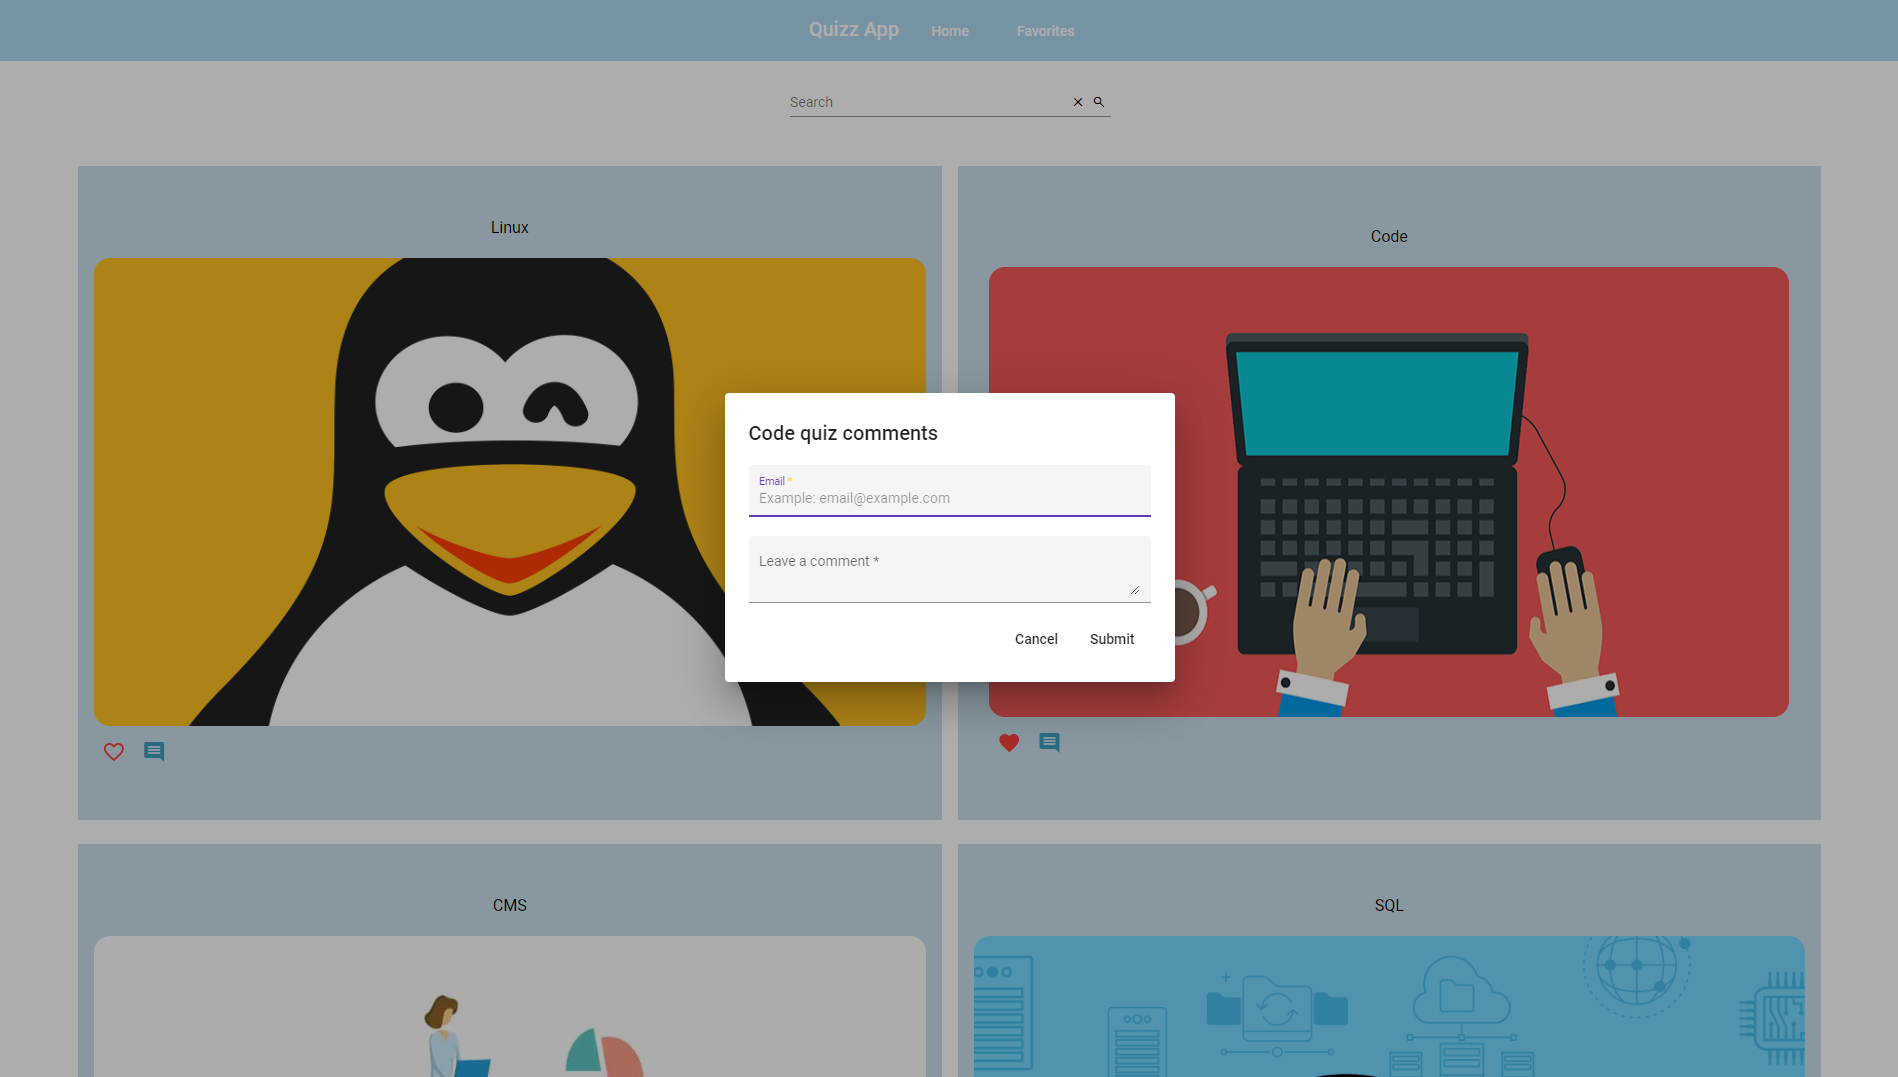 Quizz App Home Favorites
Search
Linux
Code
Code quiz comments
Email *
Example: email@example.com
Leave a comment *
Cancel Submit
CMS
SQL